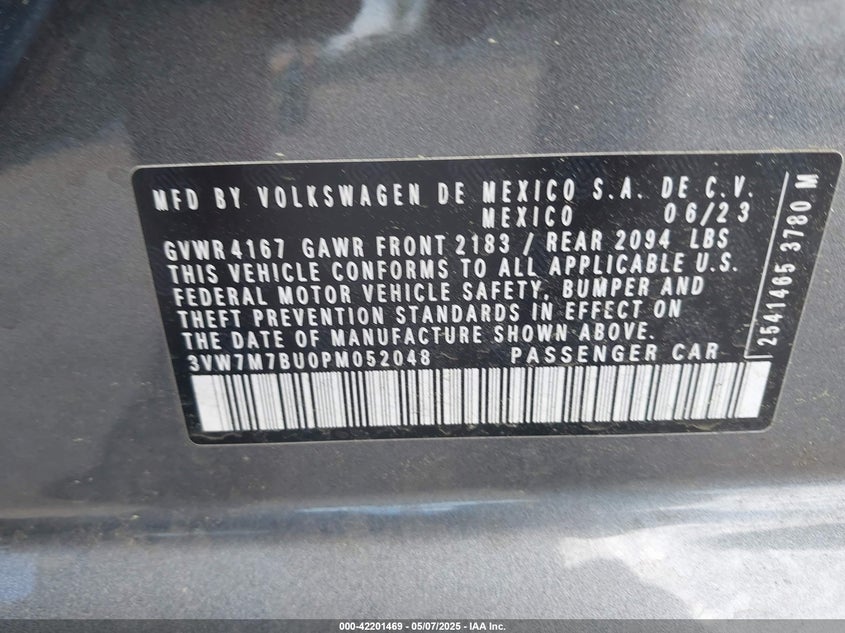 MFD BY VOLKSWAGEN DE MEXICO S.A. DE C.V.
MEXICO 06/23
GVWR 4167 GAWR FRONT 2183 / REAR 2094 LBS
THIS VEHICLE CONFORMS TO ALL APPLICABLE U.S.
FEDERAL MOTOR VEHICLE SAFETY, BUMPER AND
THEFT PREVENTION STANDARDS IN EFFECT ON
THE DATE OF MANUFACTURE SHOWN ABOVE.
3VW7M7BU0PM052048 PASSENGER CAR
2541465 3780 M
000-42201469 — 05/07/2025 — IAA Inc.